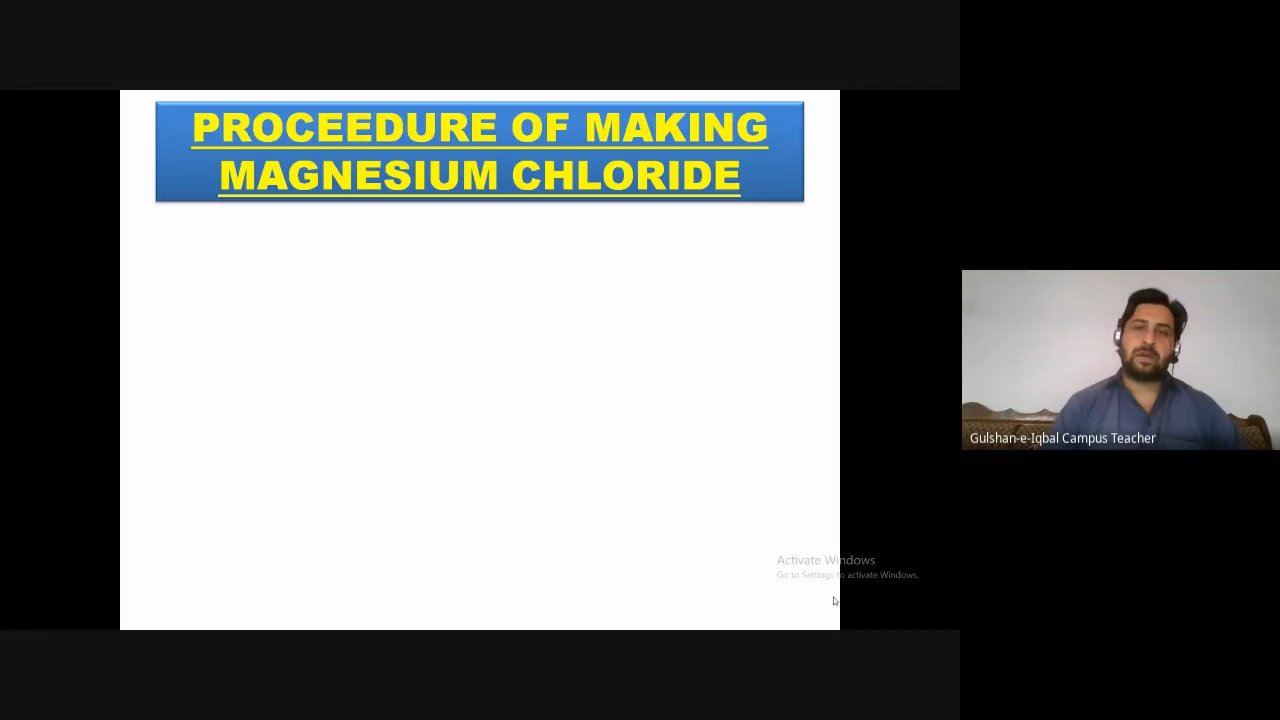 PROCEEDURE OF MAKING
MAGNESIUM CHLORIDE
Gulshan-e-Iqbal Campus Teacher
Activate Windows
Go to Settings to activate Windows.